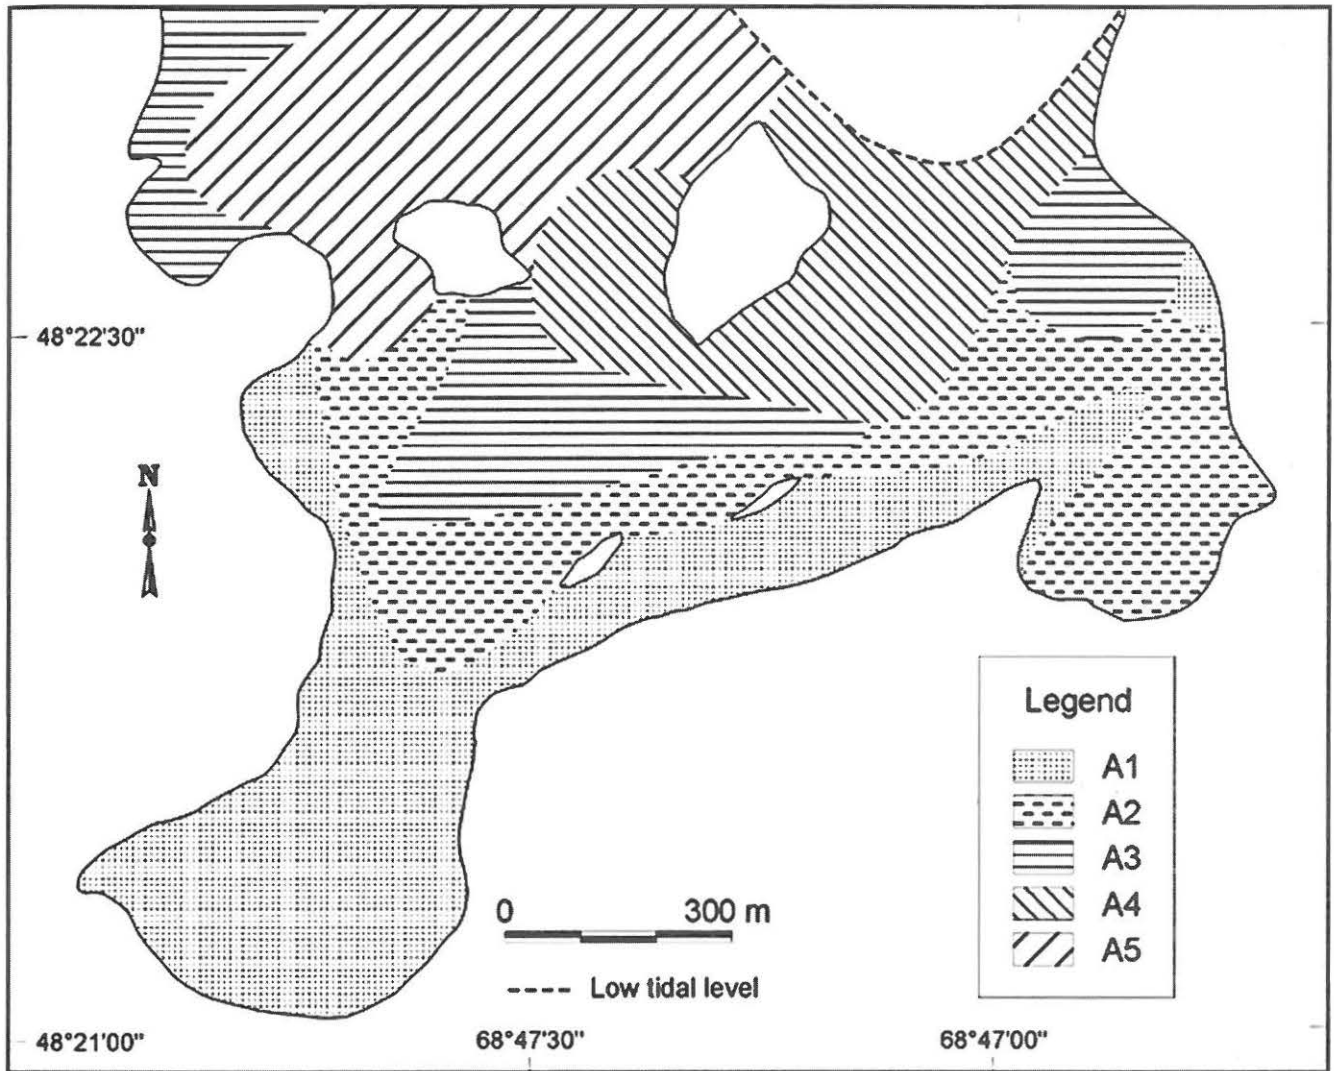 48°22'30"
N
Legend
A1
A2
A3
A4
A5
0 300 m
Low tidal level
48°21'00"
68°47'30"
68°47'00"